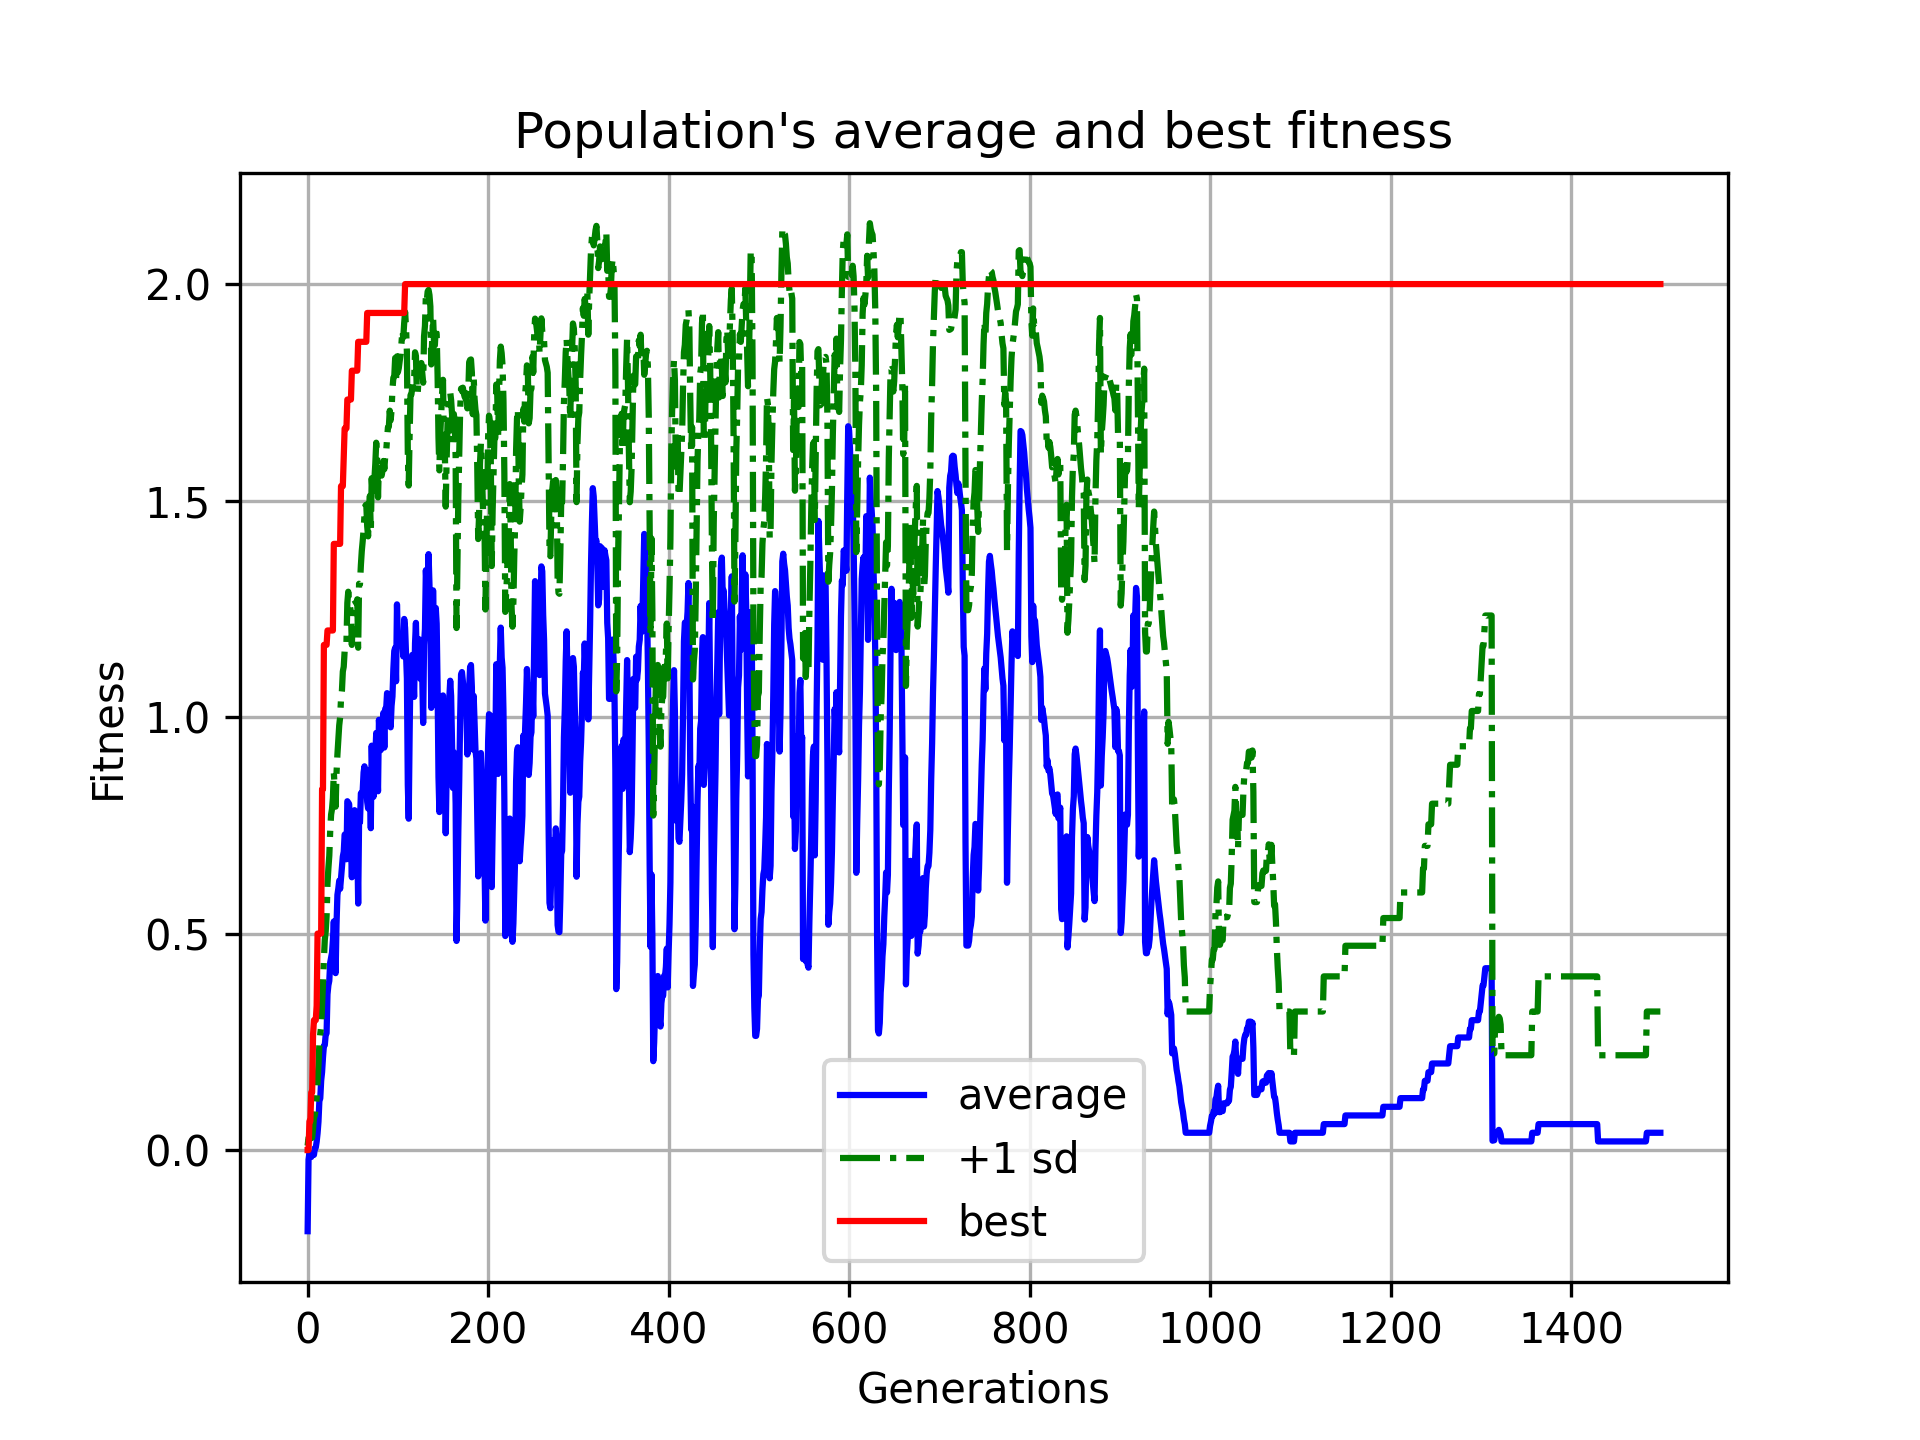 Population's average and best fitness
Fitness
2.0
1.5
1.0
0.5
0.0
average
+1 sd
best
0 200 400 600 800 1000 1200 1400
Generations